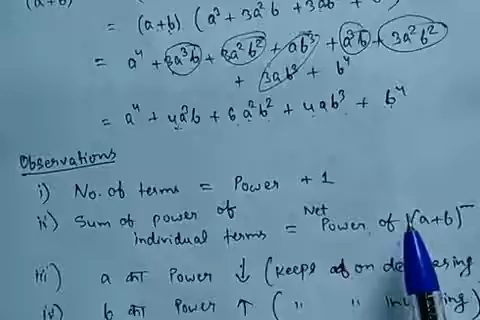 (a+b)
= (a+b) (a³ + 3a²b + 3ab
= a⁴ + 3a³b + 3a²b² + ab³ + a³b + 3a²b²
+ 3ab³ + b⁴
= a⁴ + 4a³b + 6a²b² + 4ab³ + b⁴
Observations
i) No. of terms = Power + 1
ii) Sum of power of individual terms = Net Power of (a+b)
iii) a का Power ↓ (keeps on decreasing
iv) b का Power ↑ ( " "